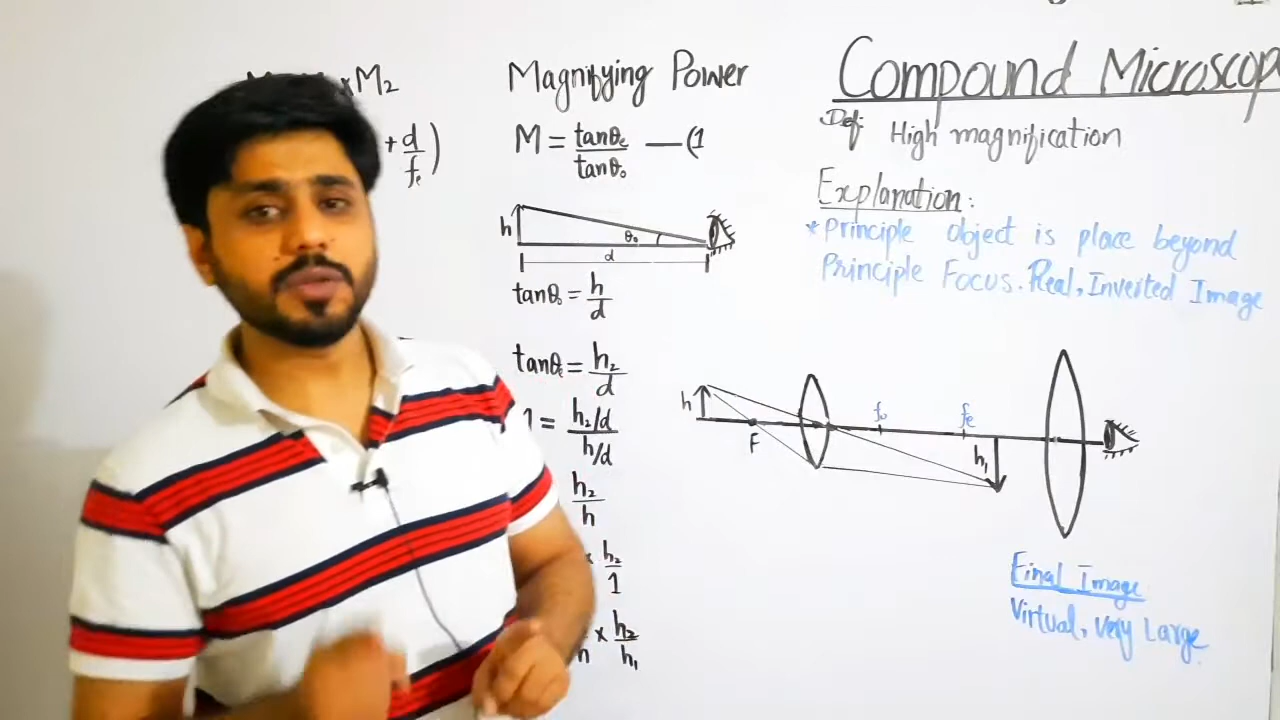 ×M₂
+ d/fₑ)
Magnifying Power
M = tanθₑ/tanθₒ —(1
h
θₒ
d
tanθₒ = h/d
tanθₑ = h₂/d
= h₂/d / h/d
h₂/h
× h₂/1
× h₂/h₁
Compound Microscop
Def: High magnification
Explanation:
*Principle object is place beyond
Principle Focus. Real, Inverted Image
h
F
fₒ
fₑ
h₁
Final Image
Virtual, Very Large